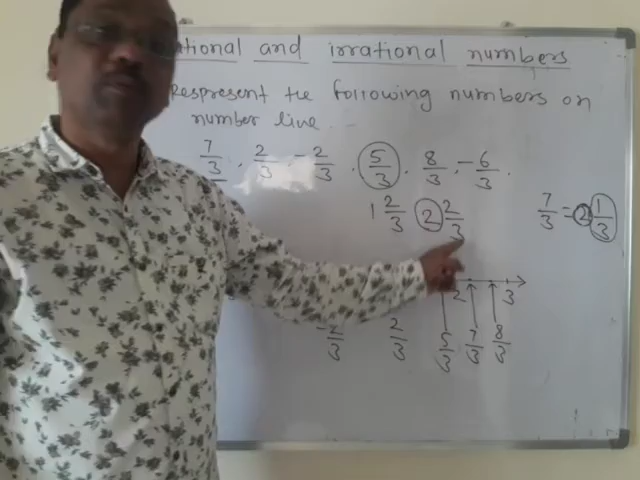 ational and irrational numbers
Respresent the following numbers on
number line
7/3 . 2/3 . -2/3 . 5/3 . 8/3 . -6/3 .
1 2/3 2 2/3 7/3 = 2 1/3
2 3
-2/3 2/3 5/3 7/3 8/3